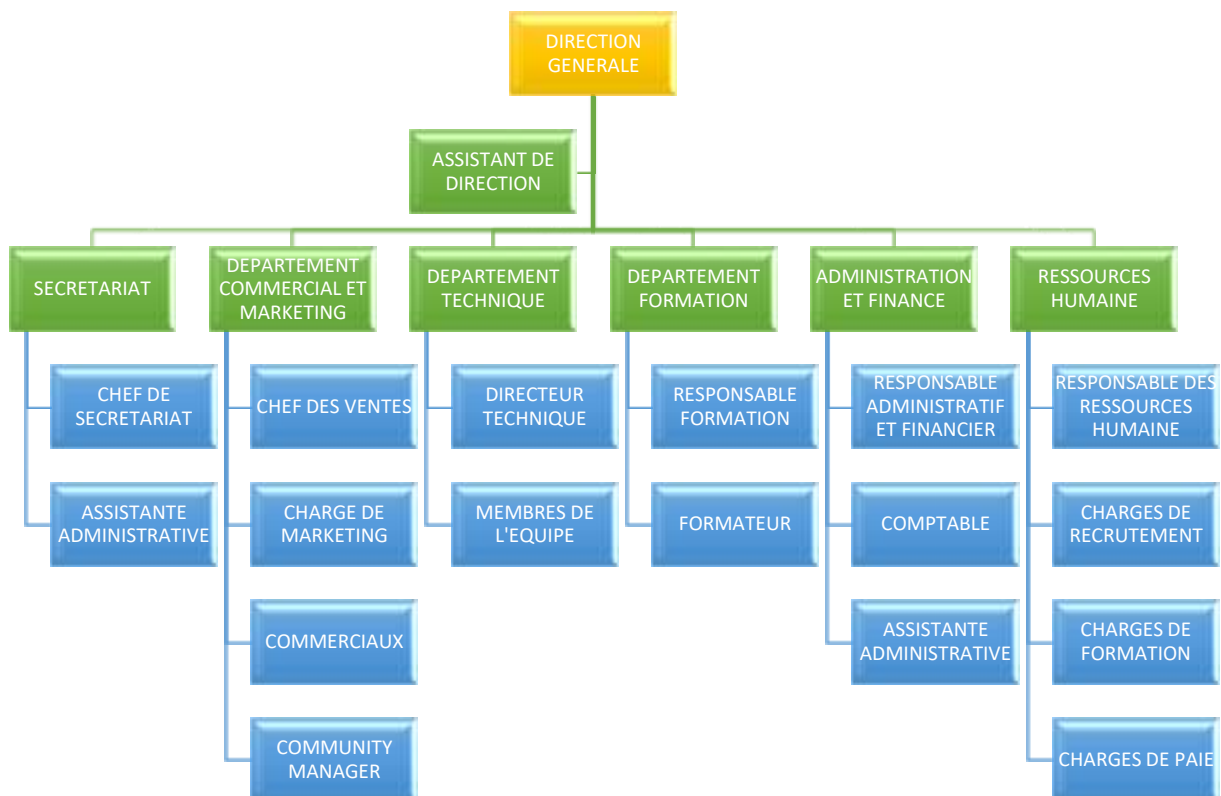 DIRECTION
GENERALE
ASSISTANT DE
DIRECTION
SECRETARIAT
DEPARTEMENT
COMMERCIAL ET
MARKETING
DEPARTEMENT
TECHNIQUE
DEPARTEMENT
FORMATION
ADMINISTRATION
ET FINANCE
RESSOURCES
HUMAINE
CHEF DE
SECRETARIAT
CHEF DES VENTES
DIRECTEUR
TECHNIQUE
RESPONSABLE
FORMATION
RESPONSABLE
ADMINISTRATIF
ET FINANCIER
RESPONSABLE DES
RESSOURCES
HUMAINE
ASSISTANTE
ADMINISTRATIVE
CHARGE DE
MARKETING
MEMBRES DE
L'EQUIPE
FORMATEUR
COMPTABLE
CHARGES DE
RECRUTEMENT
COMMERCIAUX
ASSISTANTE
ADMINISTRATIVE
CHARGES DE
FORMATION
COMMUNITY
MANAGER
CHARGES DE PAIE